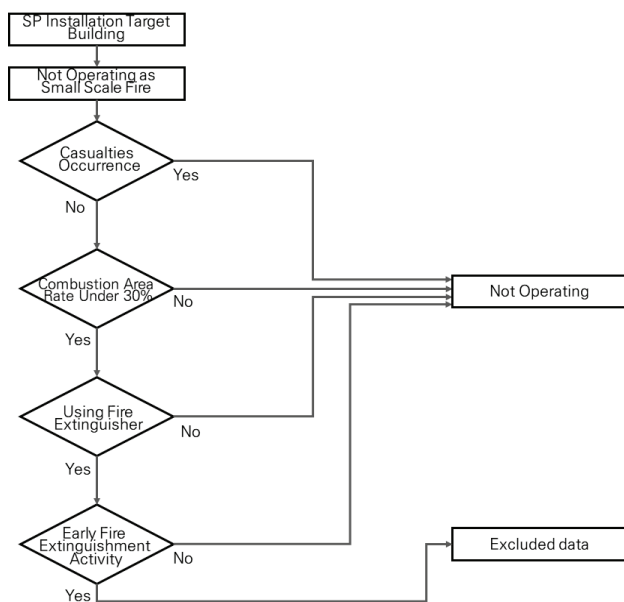 SP Installation Target
Building
Not Operating as
Small Scale Fire
Casualties
Occurrence
Yes
No
Combustion Area
Rate Under 30%
No
Not Operating
Yes
Using Fire
Extinguisher
No
Yes
Early Fire
Extinguishment
Activity
No
Excluded data
Yes